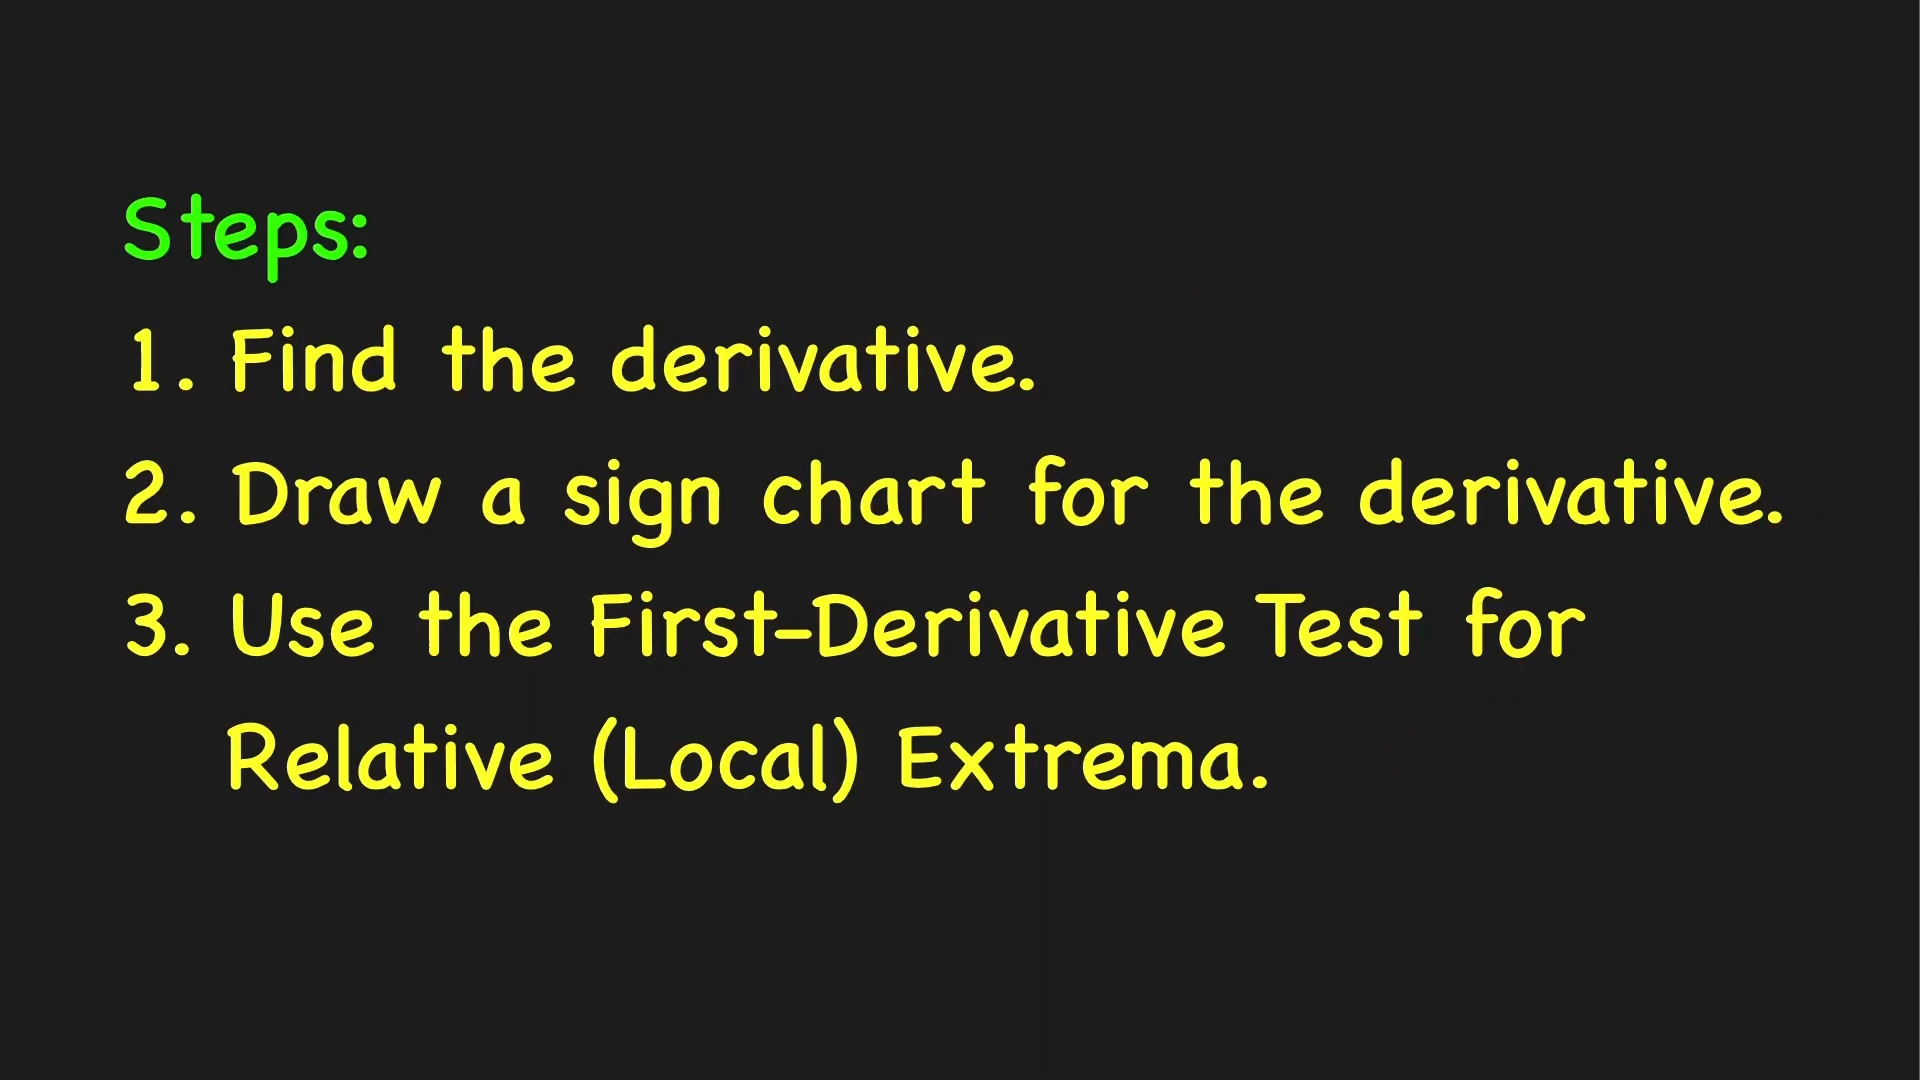 Steps:
1. Find the derivative.
2. Draw a sign chart for the derivative.
3. Use the First-Derivative Test for
Relative (Local) Extrema.